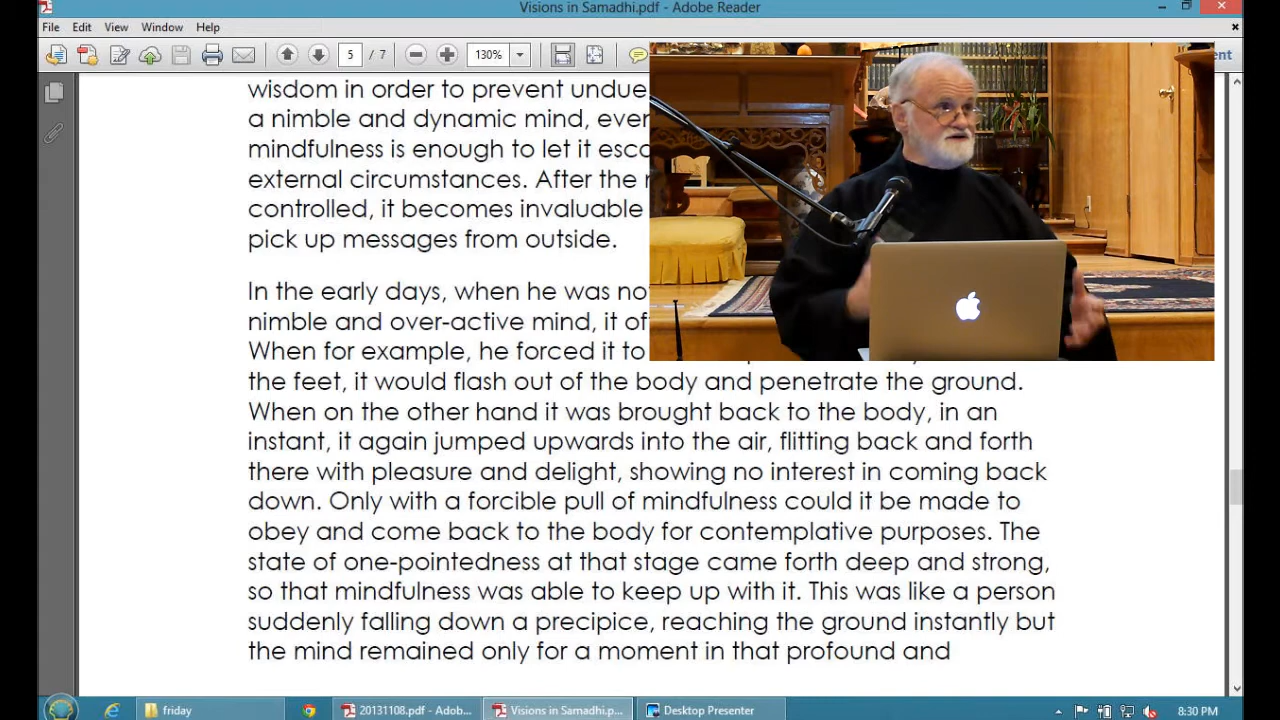 Visions in Samadhi.pdf - Adobe Reader
File Edit View Window Help
5 / 7 130%
wisdom in order to prevent undue
a nimble and dynamic mind, even
mindfulness is enough to let it esc
external circumstances. After the
controlled, it becomes invaluable
pick up messages from outside.
In the early days, when he was no
nimble and over-active mind, it of
When for example, he forced it to
the feet, it would flash out of the body and penetrate the ground.
When on the other hand it was brought back to the body, in an
instant, it again jumped upwards into the air, flitting back and forth
there with pleasure and delight, showing no interest in coming back
down. Only with a forcible pull of mindfulness could it be made to
obey and come back to the body for contemplative purposes. The
state of one-pointedness at that stage came forth deep and strong,
so that mindfulness was able to keep up with it. This was like a person
suddenly falling down a precipice, reaching the ground instantly but
the mind remained only for a moment in that profound and
friday 20131108.pdf - Adob... Visions in Samadhi.p... Desktop Presenter 8:30 PM